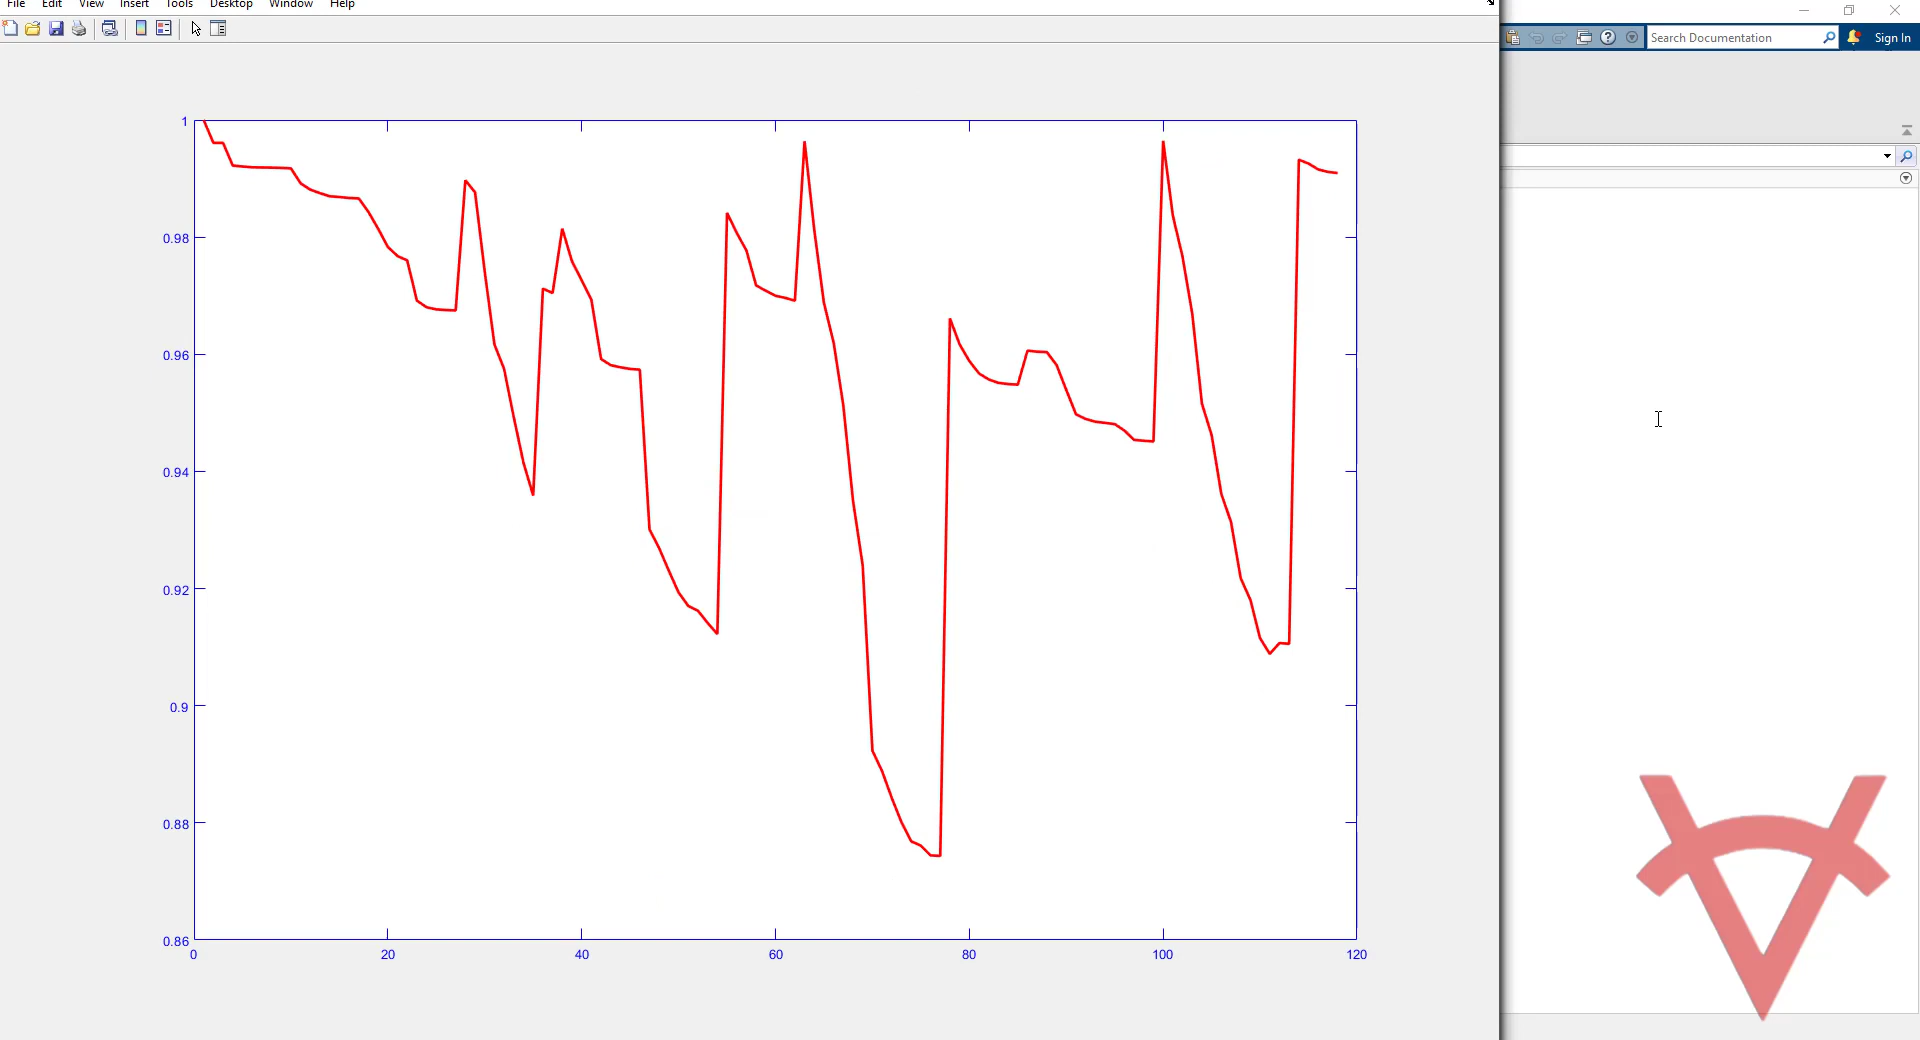 File Edit View Insert Tools Desktop Window Help
Search Documentation
Sign In
1
0.98
0.96
0.94
0.92
0.9
0.88
0.86
0 20 40 60 80 100 120